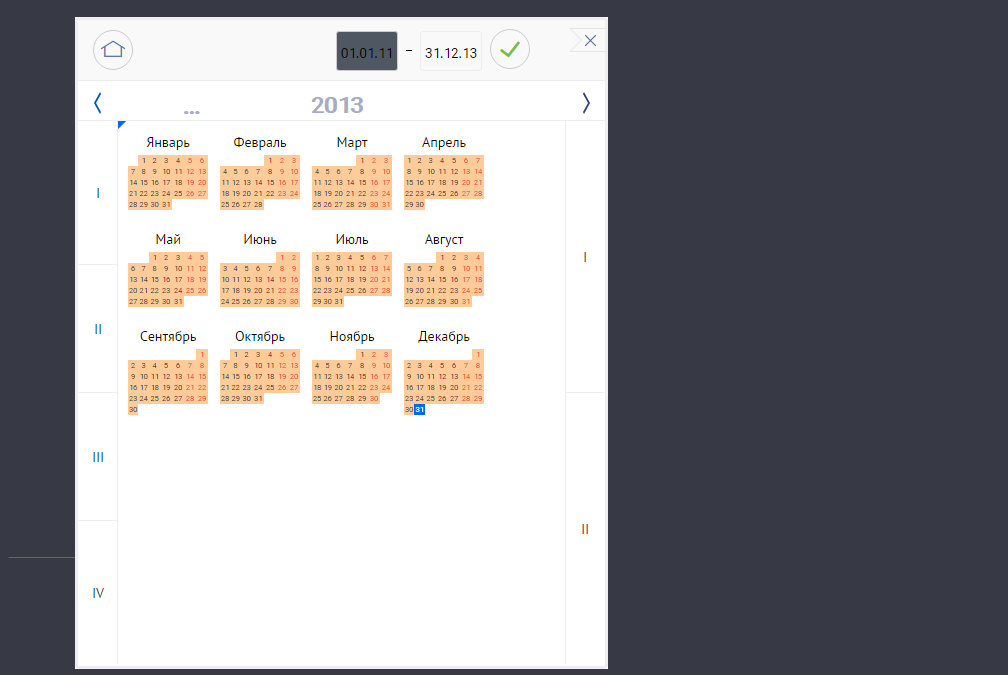 01.01.11 - 31.12.13
... 2013
Январь Февраль Март Апрель
1 2 3 4 5 6 1 2 3 1 2 3 1 2 3 4 5 6 7
7 8 9 10 11 12 13 4 5 6 7 8 9 10 4 5 6 7 8 9 10 8 9 10 11 12 13 14
14 15 16 17 18 19 20 11 12 13 14 15 16 17 11 12 13 14 15 16 17 15 16 17 18 19 20 21
I
21 22 23 24 25 26 27 18 19 20 21 22 23 24 18 19 20 21 22 23 24 22 23 24 25 26 27 28
28 29 30 31 25 26 27 28 25 26 27 28 29 30 31 29 30
Май Июнь Июль Август
1 2 3 4 5 1 2 1 2 3 4 5 6 7 1 2 3 4
I
6 7 8 9 10 11 12 3 4 5 6 7 8 9 8 9 10 11 12 13 14 5 6 7 8 9 10 11
13 14 15 16 17 18 19 10 11 12 13 14 15 16 15 16 17 18 19 20 21 12 13 14 15 16 17 18
20 21 22 23 24 25 26 17 18 19 20 21 22 23 22 23 24 25 26 27 28 19 20 21 22 23 24 25
27 28 29 30 31 24 25 26 27 28 29 30 29 30 31 26 27 28 29 30 31
II
Сентябрь Октябрь Ноябрь Декабрь
1 1 2 3 4 5 6 1 2 3 1
2 3 4 5 6 7 8 7 8 9 10 11 12 13 4 5 6 7 8 9 10 2 3 4 5 6 7 8
9 10 11 12 13 14 15 14 15 16 17 18 19 20 11 12 13 14 15 16 17 9 10 11 12 13 14 15
16 17 18 19 20 21 22 21 22 23 24 25 26 27 18 19 20 21 22 23 24 16 17 18 19 20 21 22
23 24 25 26 27 28 29 28 29 30 31 25 26 27 28 29 30 23 24 25 26 27 28 29
30 30 31
III
II
IV